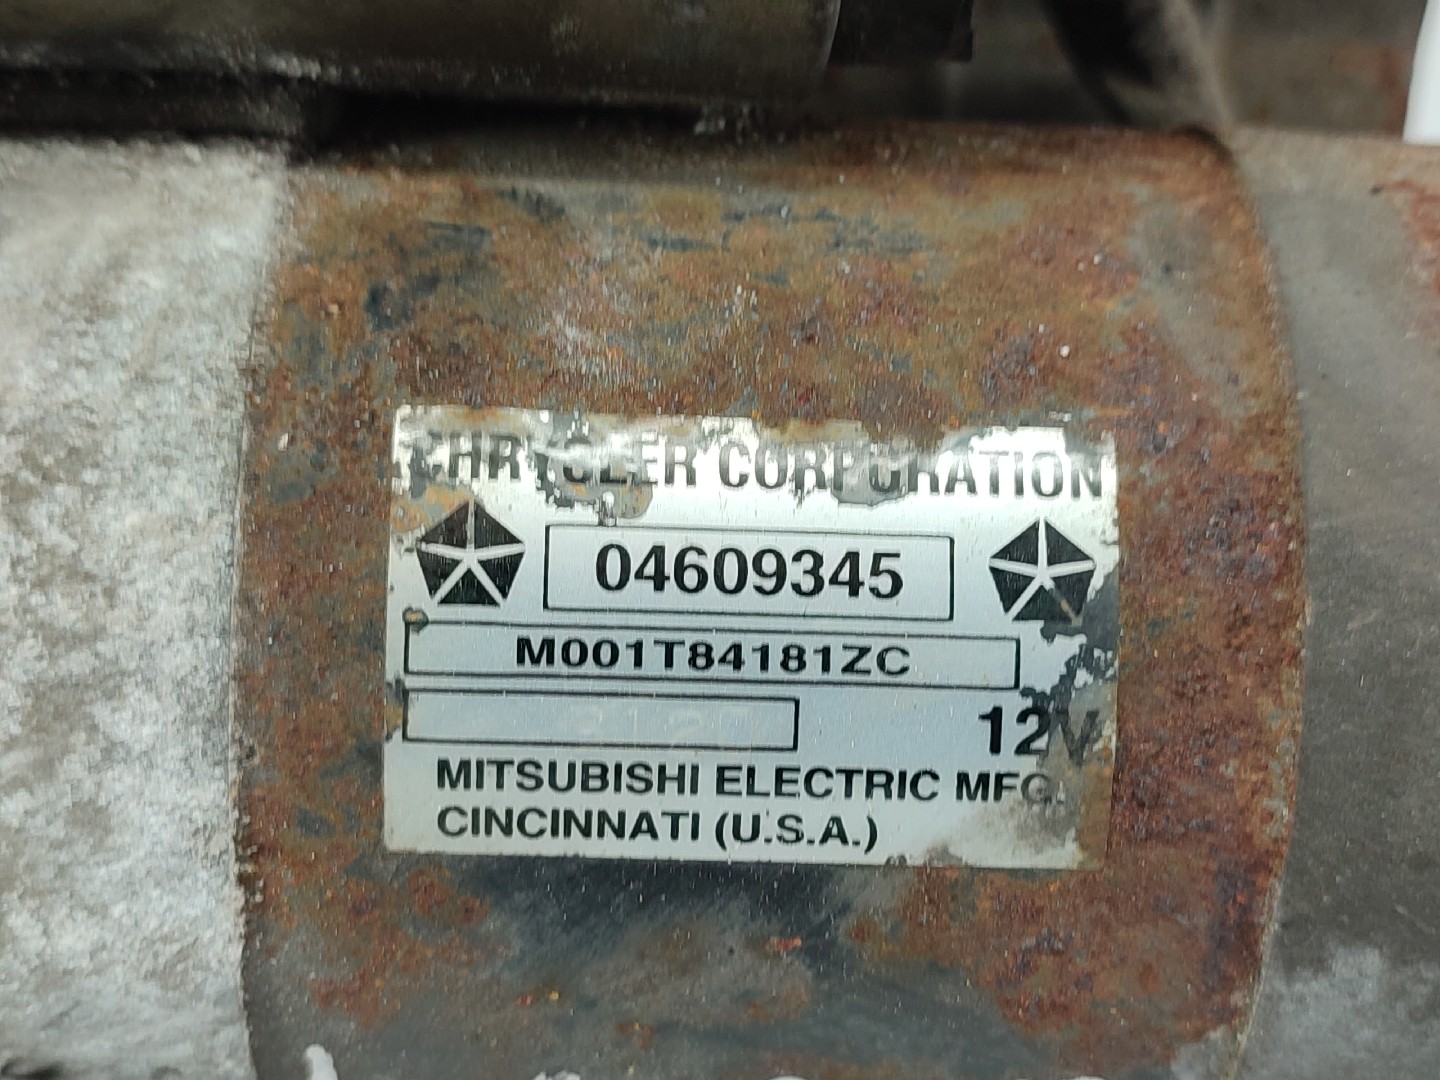 CHRYSLER CORPORATION
04609345
M001T84181ZC
12V
MITSUBISHI ELECTRIC MFG.
CINCINNATI (U.S.A.)